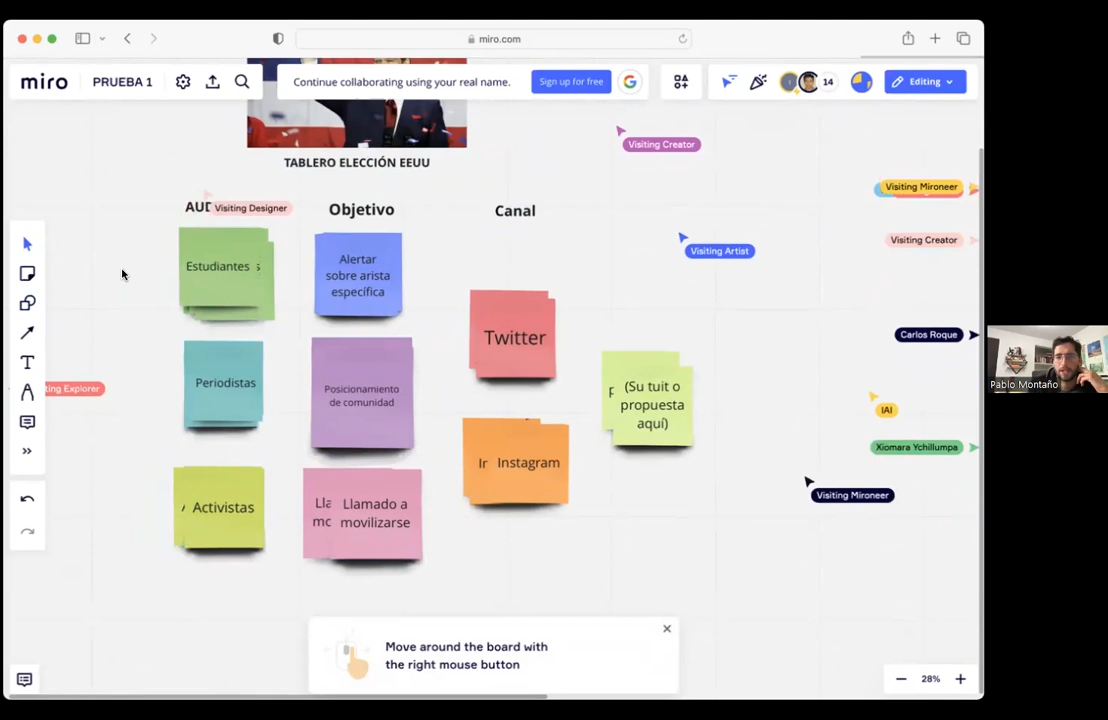 miro.com
miro
PRUEBA 1
Continue collaborating using your real name.
Sign up for free
14
Editing
TABLERO ELECCIÓN EEUU
Visiting Creator
Visiting Mironeer
Visiting Designer
Objetivo
Canal
Visiting Artist
Visiting Creator
Estudiantes
Alertar
sobre arista
específica
Twitter
Carlos Roque
Pablo Montaño
Periodistas
Posicionamiento
de comunidad
(Su tuit o
propuesta
aquí)
Explorer
IAI
Xiomara Ychillumpa
Instagram
Visiting Mironeer
Activistas
Llamado a
movilizarse
Move around the board with
the right mouse button
28%